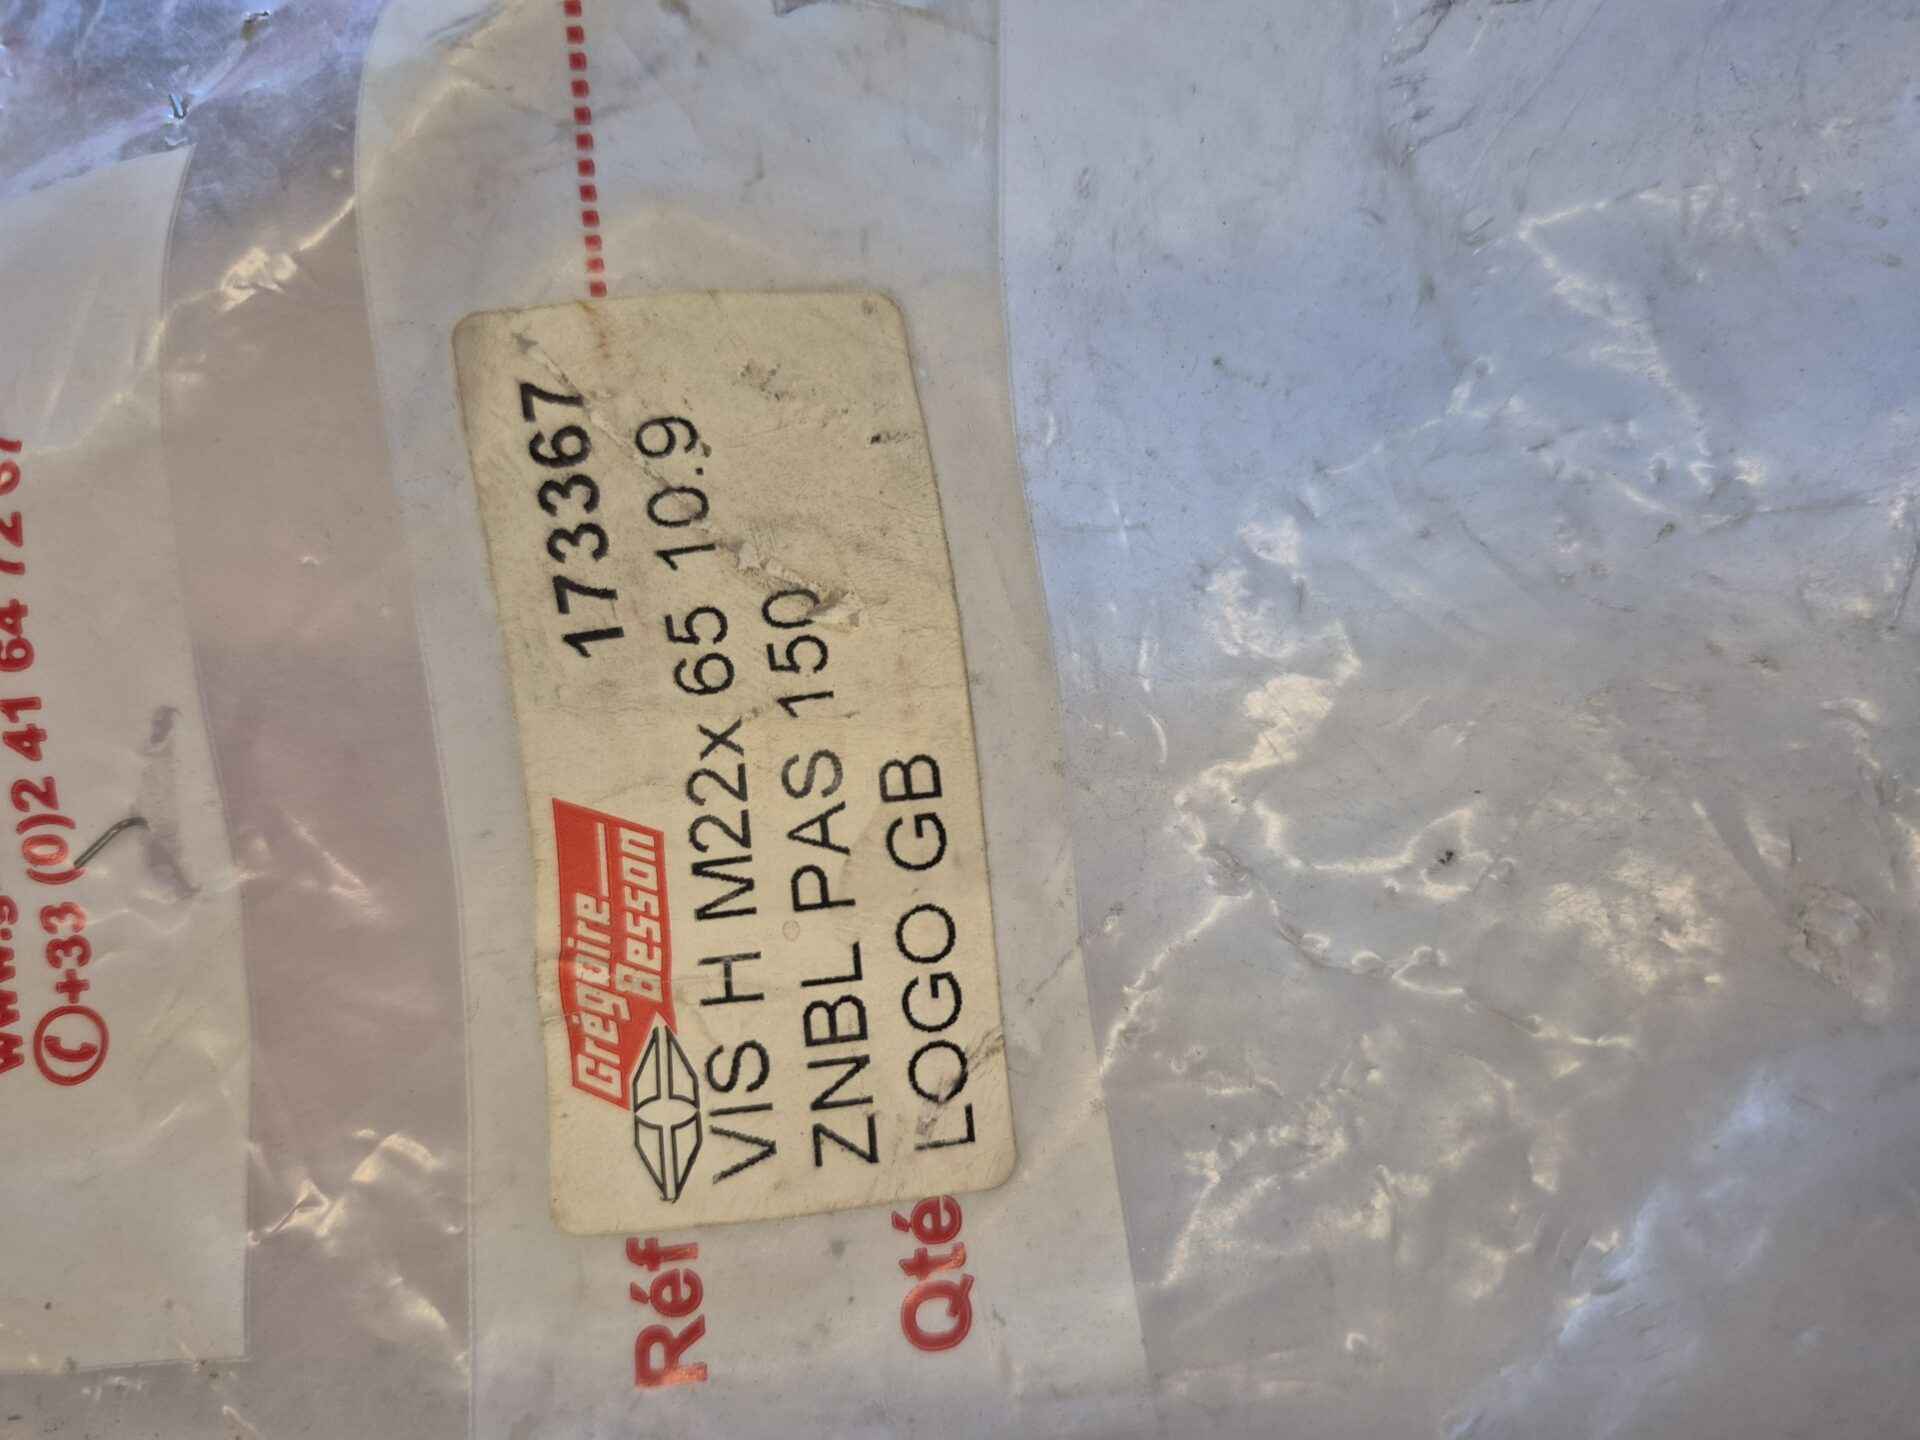 +33 (0)2 41 64 72 67
Grégoire
Besson
173367
VIS H M22x 65 10.9
ZNBL PAS 150
LOGO GB
Réf
Qté